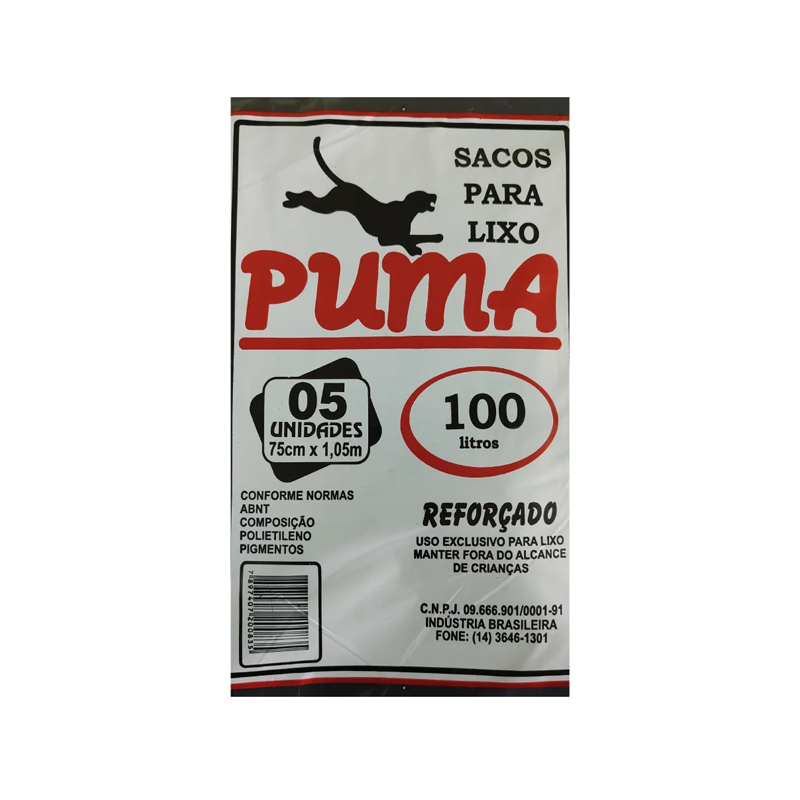 SACOS
PARA
LIXO
PUMA
05
UNIDADES
75cm x 1,05m
100
litros
CONFORME NORMAS
ABNT
COMPOSIÇÃO
POLIETILENO
PIGMENTOS
REFORÇADO
USO EXCLUSIVO PARA LIXO
MANTER FORA DO ALCANCE
DE CRIANÇAS
C.N.P.J. 09.666.901/0001-91
INDÚSTRIA BRASILEIRA
FONE: (14) 3646-1301